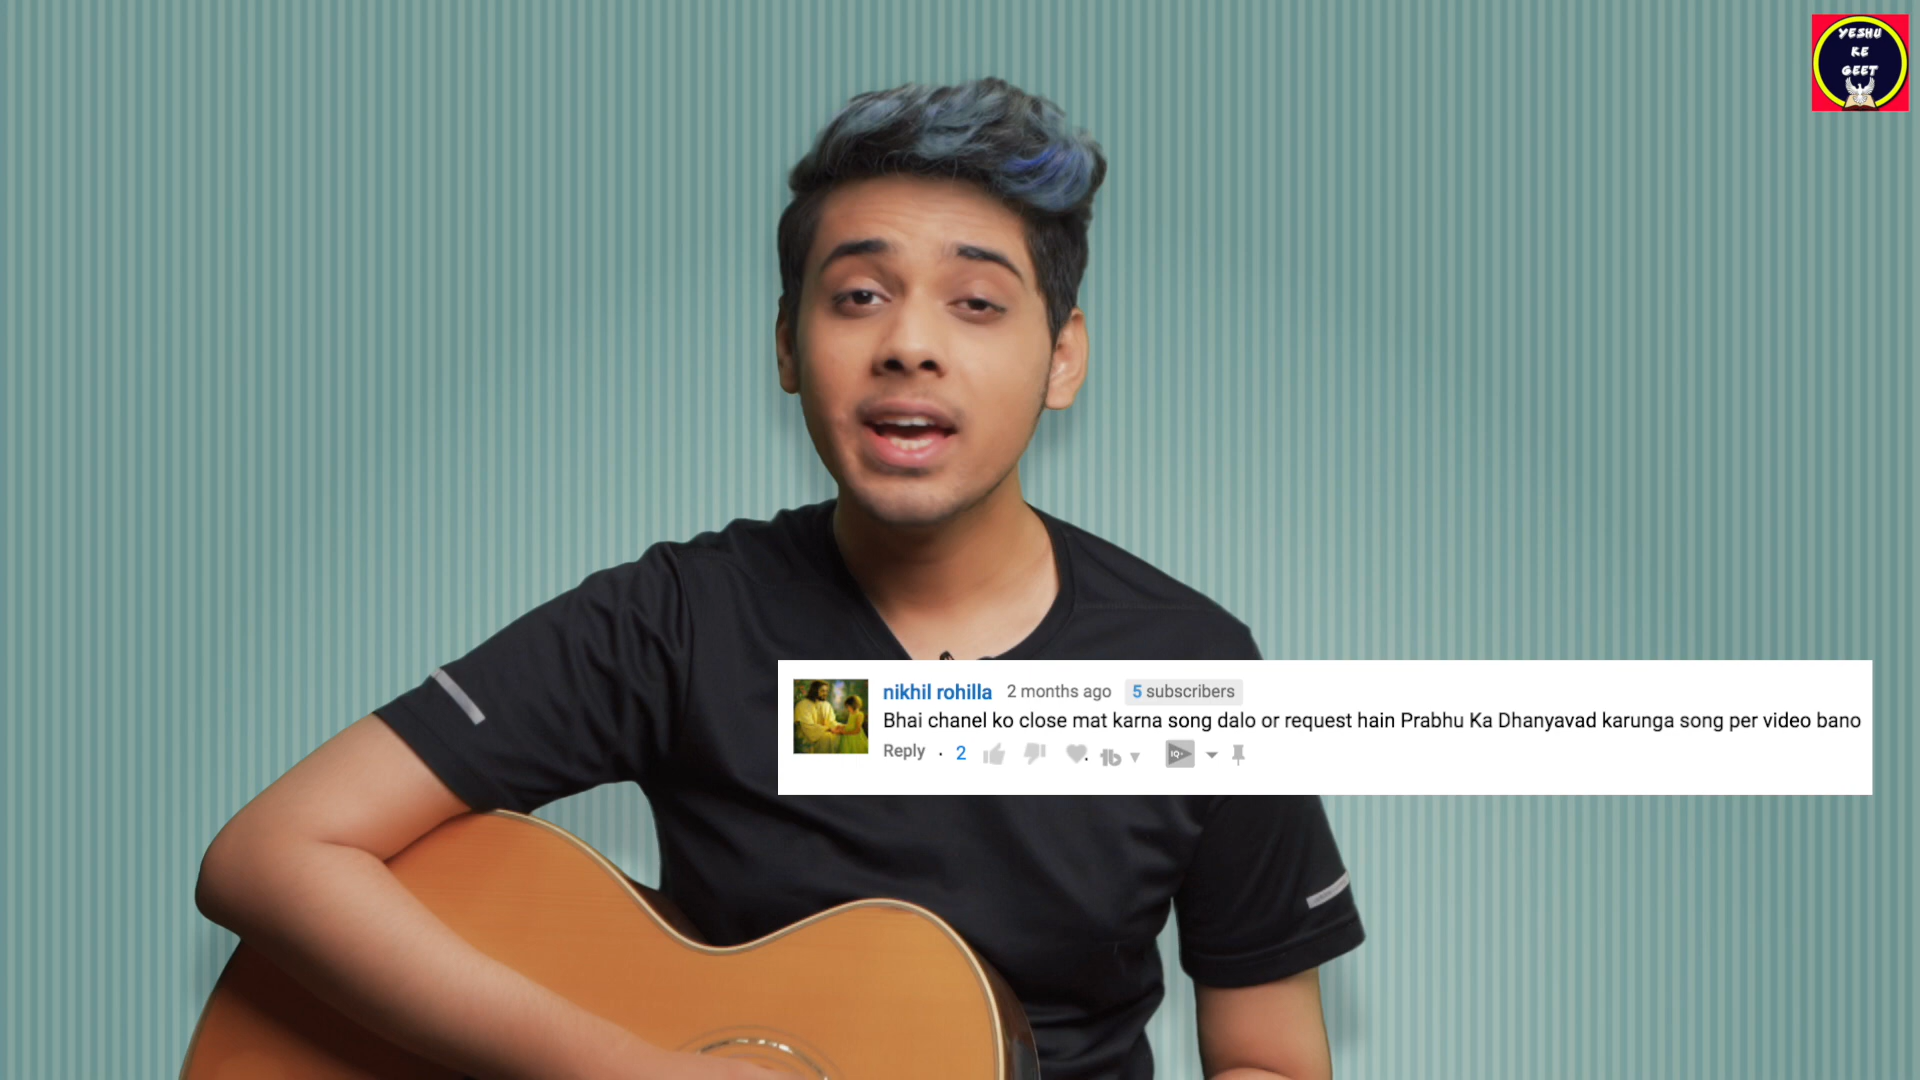 YESHU
KE
GEET
nikhil rohilla 2 months ago 5 subscribers
Bhai chanel ko close mat karna song dalo or request hain Prabhu Ka Dhanyavad karunga song per video bano
Reply . 2
IQ